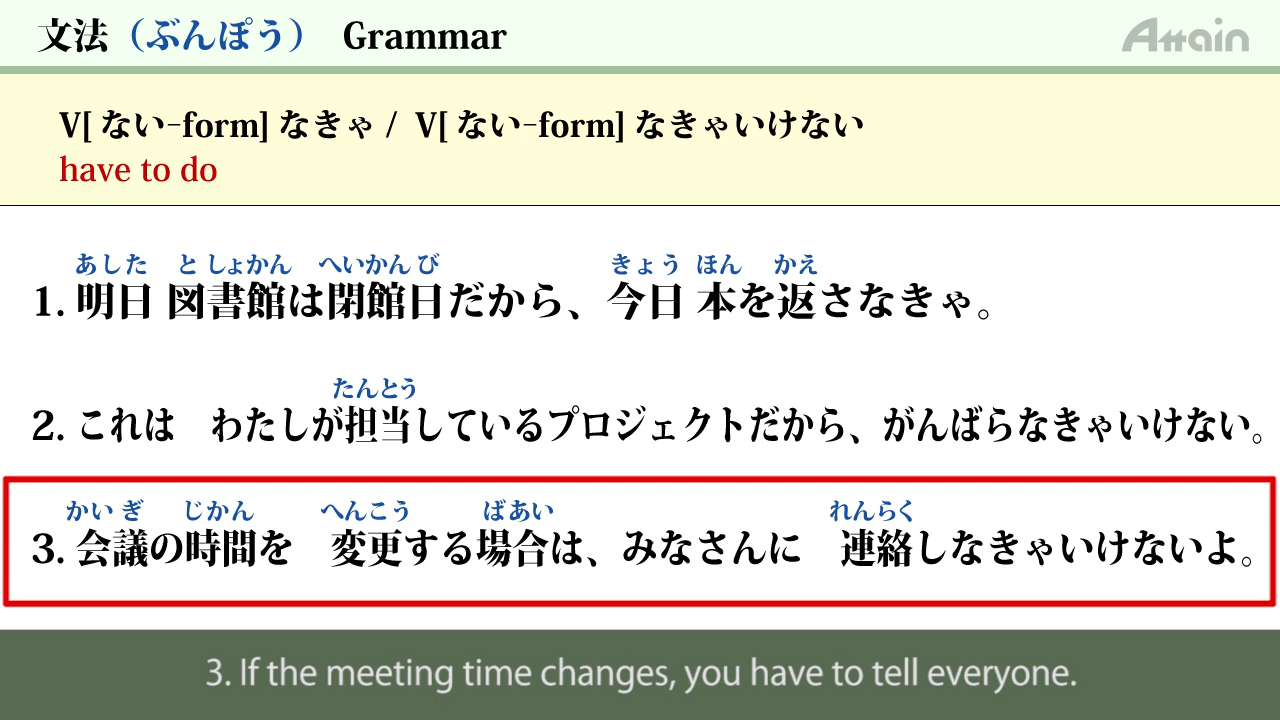 文法（ぶんぽう） Grammar
Attain
V[ ない-form] なきゃ / V[ ない-form] なきゃいけない
have to do
あした としょかん へいかんび きょう ほん かえ
1. 明日 図書館は閉館日だから、今日 本を返さなきゃ。
たんとう
2. これは わたしが担当しているプロジェクトだから、がんばらなきゃいけない。
かいぎ じかん へんこう ばあい れんらく
3. 会議の時間を 変更する場合は、みなさんに 連絡しなきゃいけないよ。
3. If the meeting time changes, you have to tell everyone.